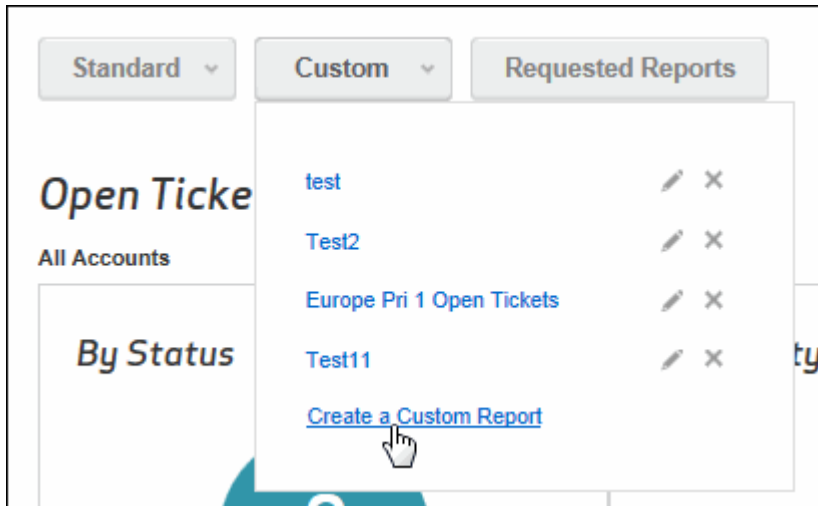 Standard
Custom
Requested Reports
Open Ticke
All Accounts
By Status
test
Test2
Europe Pri 1 Open Tickets
Test11
Create a Custom Report
ty